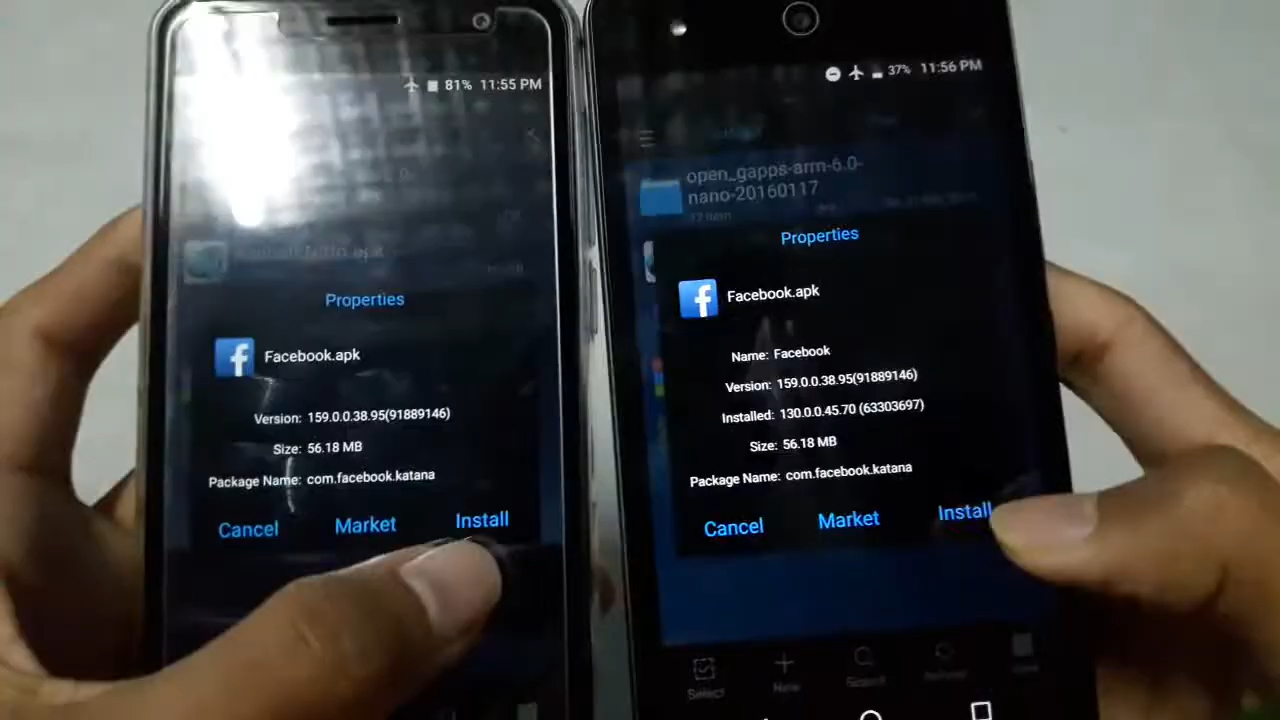 81% 11:55 PM
Properties
Facebook.apk
Version: 159.0.0.38.95(91889146)
Size: 56.18 MB
Package Name: com.facebook.katana
Cancel Market Install
37% 11:56 PM
open_gapps-arm-6.0-
nano-20160117
Properties
Facebook.apk
Name: Facebook
Version: 159.0.0.38.95(91889146)
Installed: 130.0.0.45.70 (63303697)
Size: 56.18 MB
Package Name: com.facebook.katana
Cancel Market Install
Select New Search